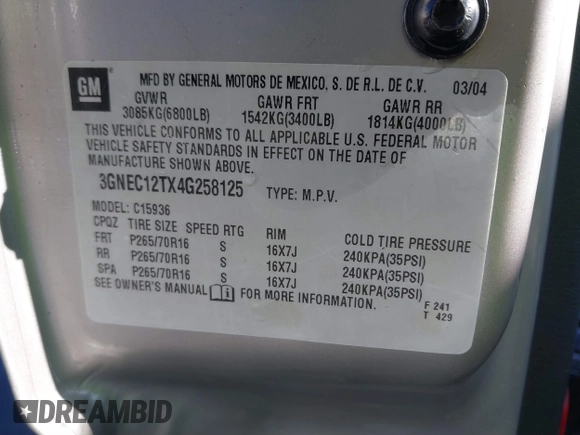 GM
MFD BY GENERAL MOTORS DE MEXICO, S. DE R.L. DE C.V. 03/04
GVWR GAWR FRT GAWR RR
3085KG(6800LB) 1542KG(3400LB) 1814KG(4000LB)
THIS VEHICLE CONFORMS TO ALL APPLICABLE U.S. FEDERAL MOTOR
VEHICLE SAFETY STANDARDS IN EFFECT ON THE DATE OF
MANUFACTURE SHOWN ABOVE.
3GNEC12TX4G258125 TYPE: M.P.V.
MODEL: C15936
CPQZ TIRE SIZE SPEED RTG RIM COLD TIRE PRESSURE
FRT P265/70R16 S 16X7J 240KPA(35PSI)
RR P265/70R16 S 16X7J 240KPA(35PSI)
SPA P265/70R16 S 16X7J 240KPA(35PSI)
SEE OWNER'S MANUAL i FOR MORE INFORMATION.
F 241
T 429
DREAMBID